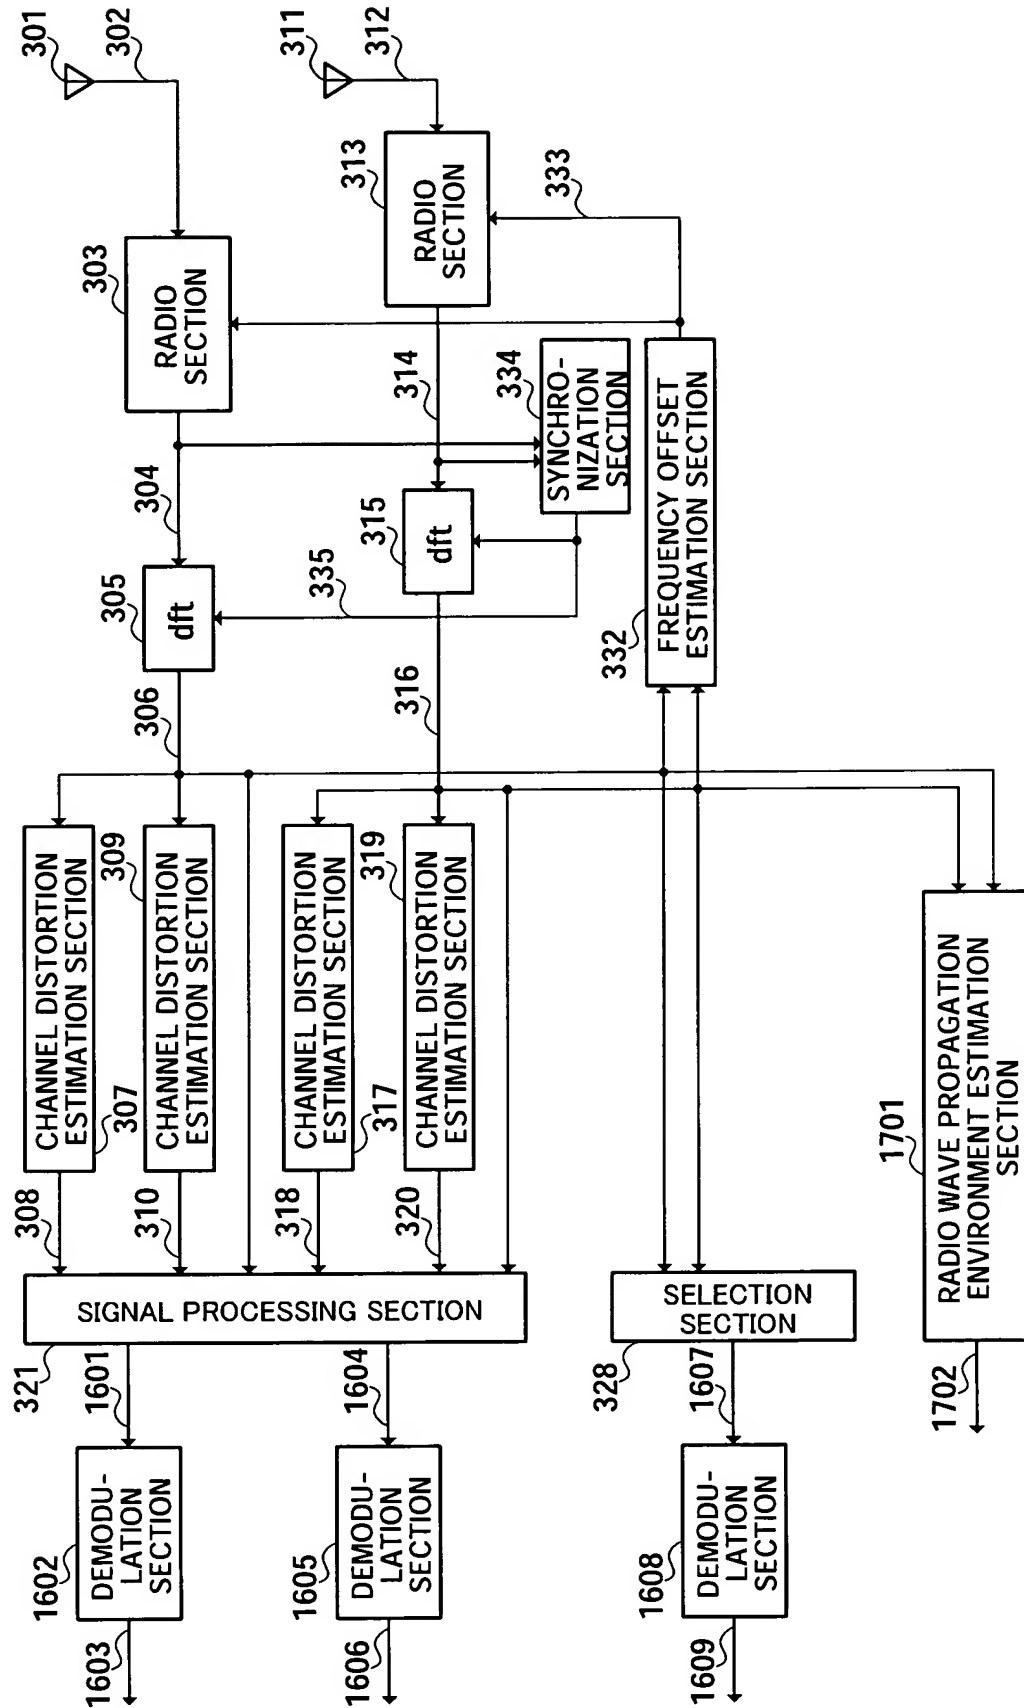 301
302
303
RADIO
SECTION
304
305
dft
306
307
CHANNEL DISTORTION
ESTIMATION SECTION
308
309
CHANNEL DISTORTION
ESTIMATION SECTION
310
311
312
313
RADIO
SECTION
314
315
dft
316
317
CHANNEL DISTORTION
ESTIMATION SECTION
318
319
CHANNEL DISTORTION
ESTIMATION SECTION
320
333
334
SYNCHRO-
NIZATION
SECTION
335
332
FREQUENCY OFFSET
ESTIMATION SECTION
SIGNAL PROCESSING SECTION
321
1601
1602
DEMODU-
LATION
SECTION
1603
1604
1605
DEMODU-
LATION
SECTION
1606
SELECTION
SECTION
328
1607
1608
DEMODU-
LATION
SECTION
1609
1701
RADIO WAVE PROPAGATION
ENVIRONMENT ESTIMATION
SECTION
1702